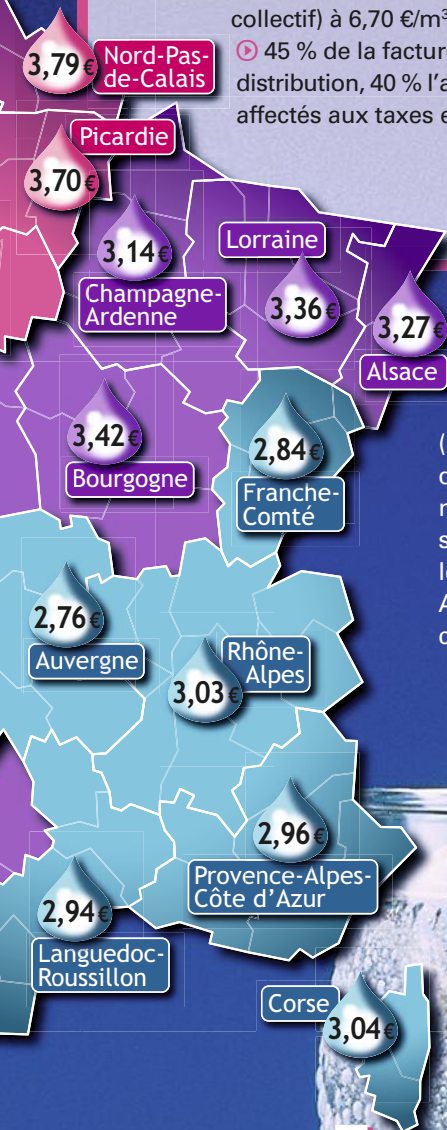 collectif) à 6,70 €/m³
45 % de la facture
distribution, 40 % l'a
affectés aux taxes e
3,79 €
Nord-Pas-
de-Calais
Picardie
3,70 €
3,14 €
Champagne-
Ardenne
Lorraine
3,36 €
3,27 €
Alsace
3,42 €
Bourgogne
2,84 €
Franche-
Comté
2,76 €
Auvergne
Rhône-
Alpes
3,03 €
2,96 €
Provence-Alpes-
Côte d'Azur
2,94 €
Languedoc-
Roussillon
Corse
3,04 €